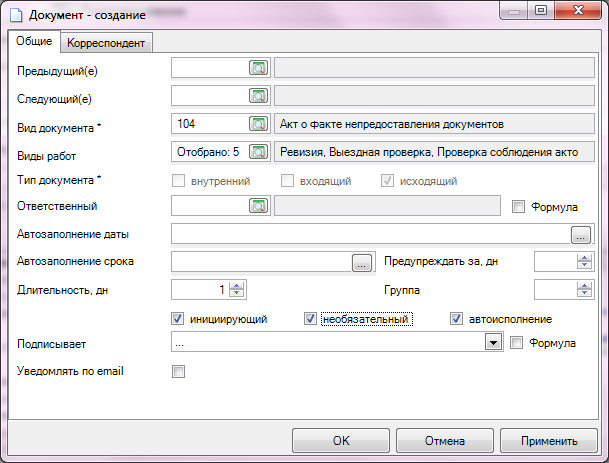 Документ - создание
Общие Корреспондент
Предыдущий(е)
Следующий(е)
Вид документа * 104 Акт о факте непредоставления документов
Виды работ Отобрано: 5 Ревизия, Выездная проверка, Проверка соблюдения акто
Тип документа * внутренний входящий исходящий
Ответственный Формула
Автозаполнение даты ...
Автозаполнение срока ... Предупреждать за, дн
Длительность, дн 1 Группа
инициирующий необязательный автоисполнение
Подписывает ... Формула
Уведомлять по email
OK Отмена Применить